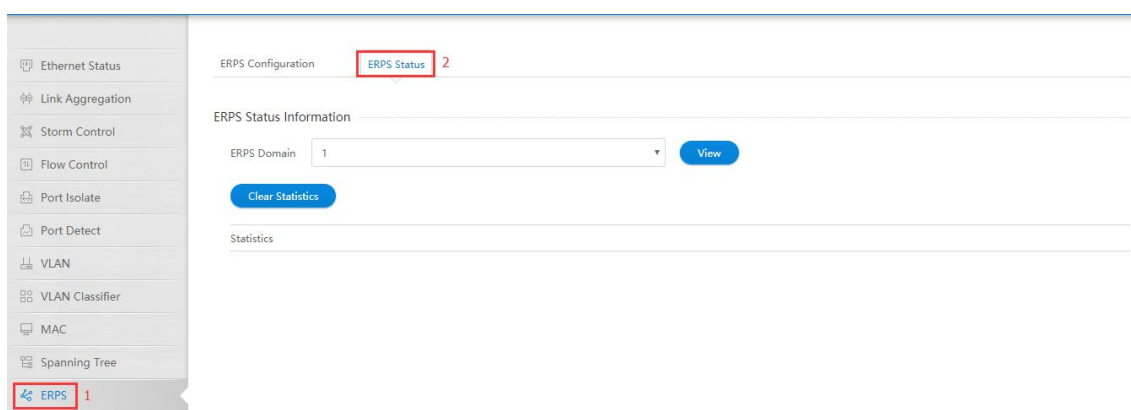 Ethernet Status
Link Aggregation
Storm Control
Flow Control
Port Isolate
Port Detect
VLAN
VLAN Classifier
MAC
Spanning Tree
ERPS 1
ERPS Configuration ERPS Status 2
ERPS Status Information
ERPS Domain 1 View
Clear Statistics
Statistics